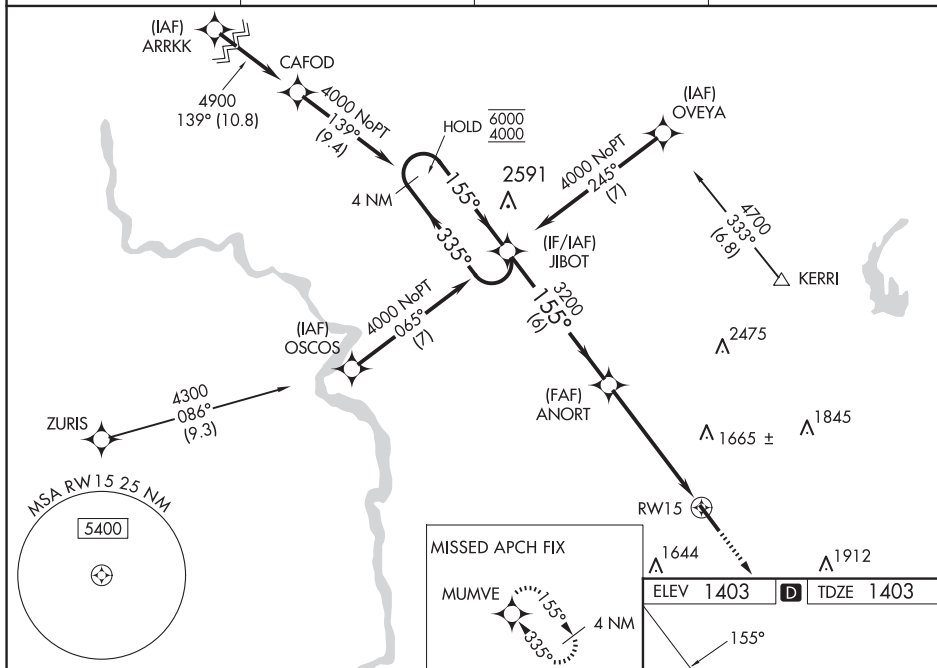 (IAF)
ARRKK
CAFOD
4900
139° (10.8)
4000 NoPT
139°
(9.4)
HOLD
6000
4000
(IAF)
OVEYA
4000 NoPT
245°
(7)
2591
4 NM
155°
335°
4700
333°
(6.8)
KERRI
(IF/IAF)
JIBOT
4000 NoPT
065°
(7)
(IAF)
OSCOS
3200
155°
(6)
2475
(FAF)
ANORT
4300
086°
(9.3)
ZURIS
1665 ±
1845
MSA RW15 25 NM
5400
RW15
MISSED APCH FIX
MUMVE
155°
335°
4 NM
1644
1912
ELEV 1403
D
TDZE 1403
155°